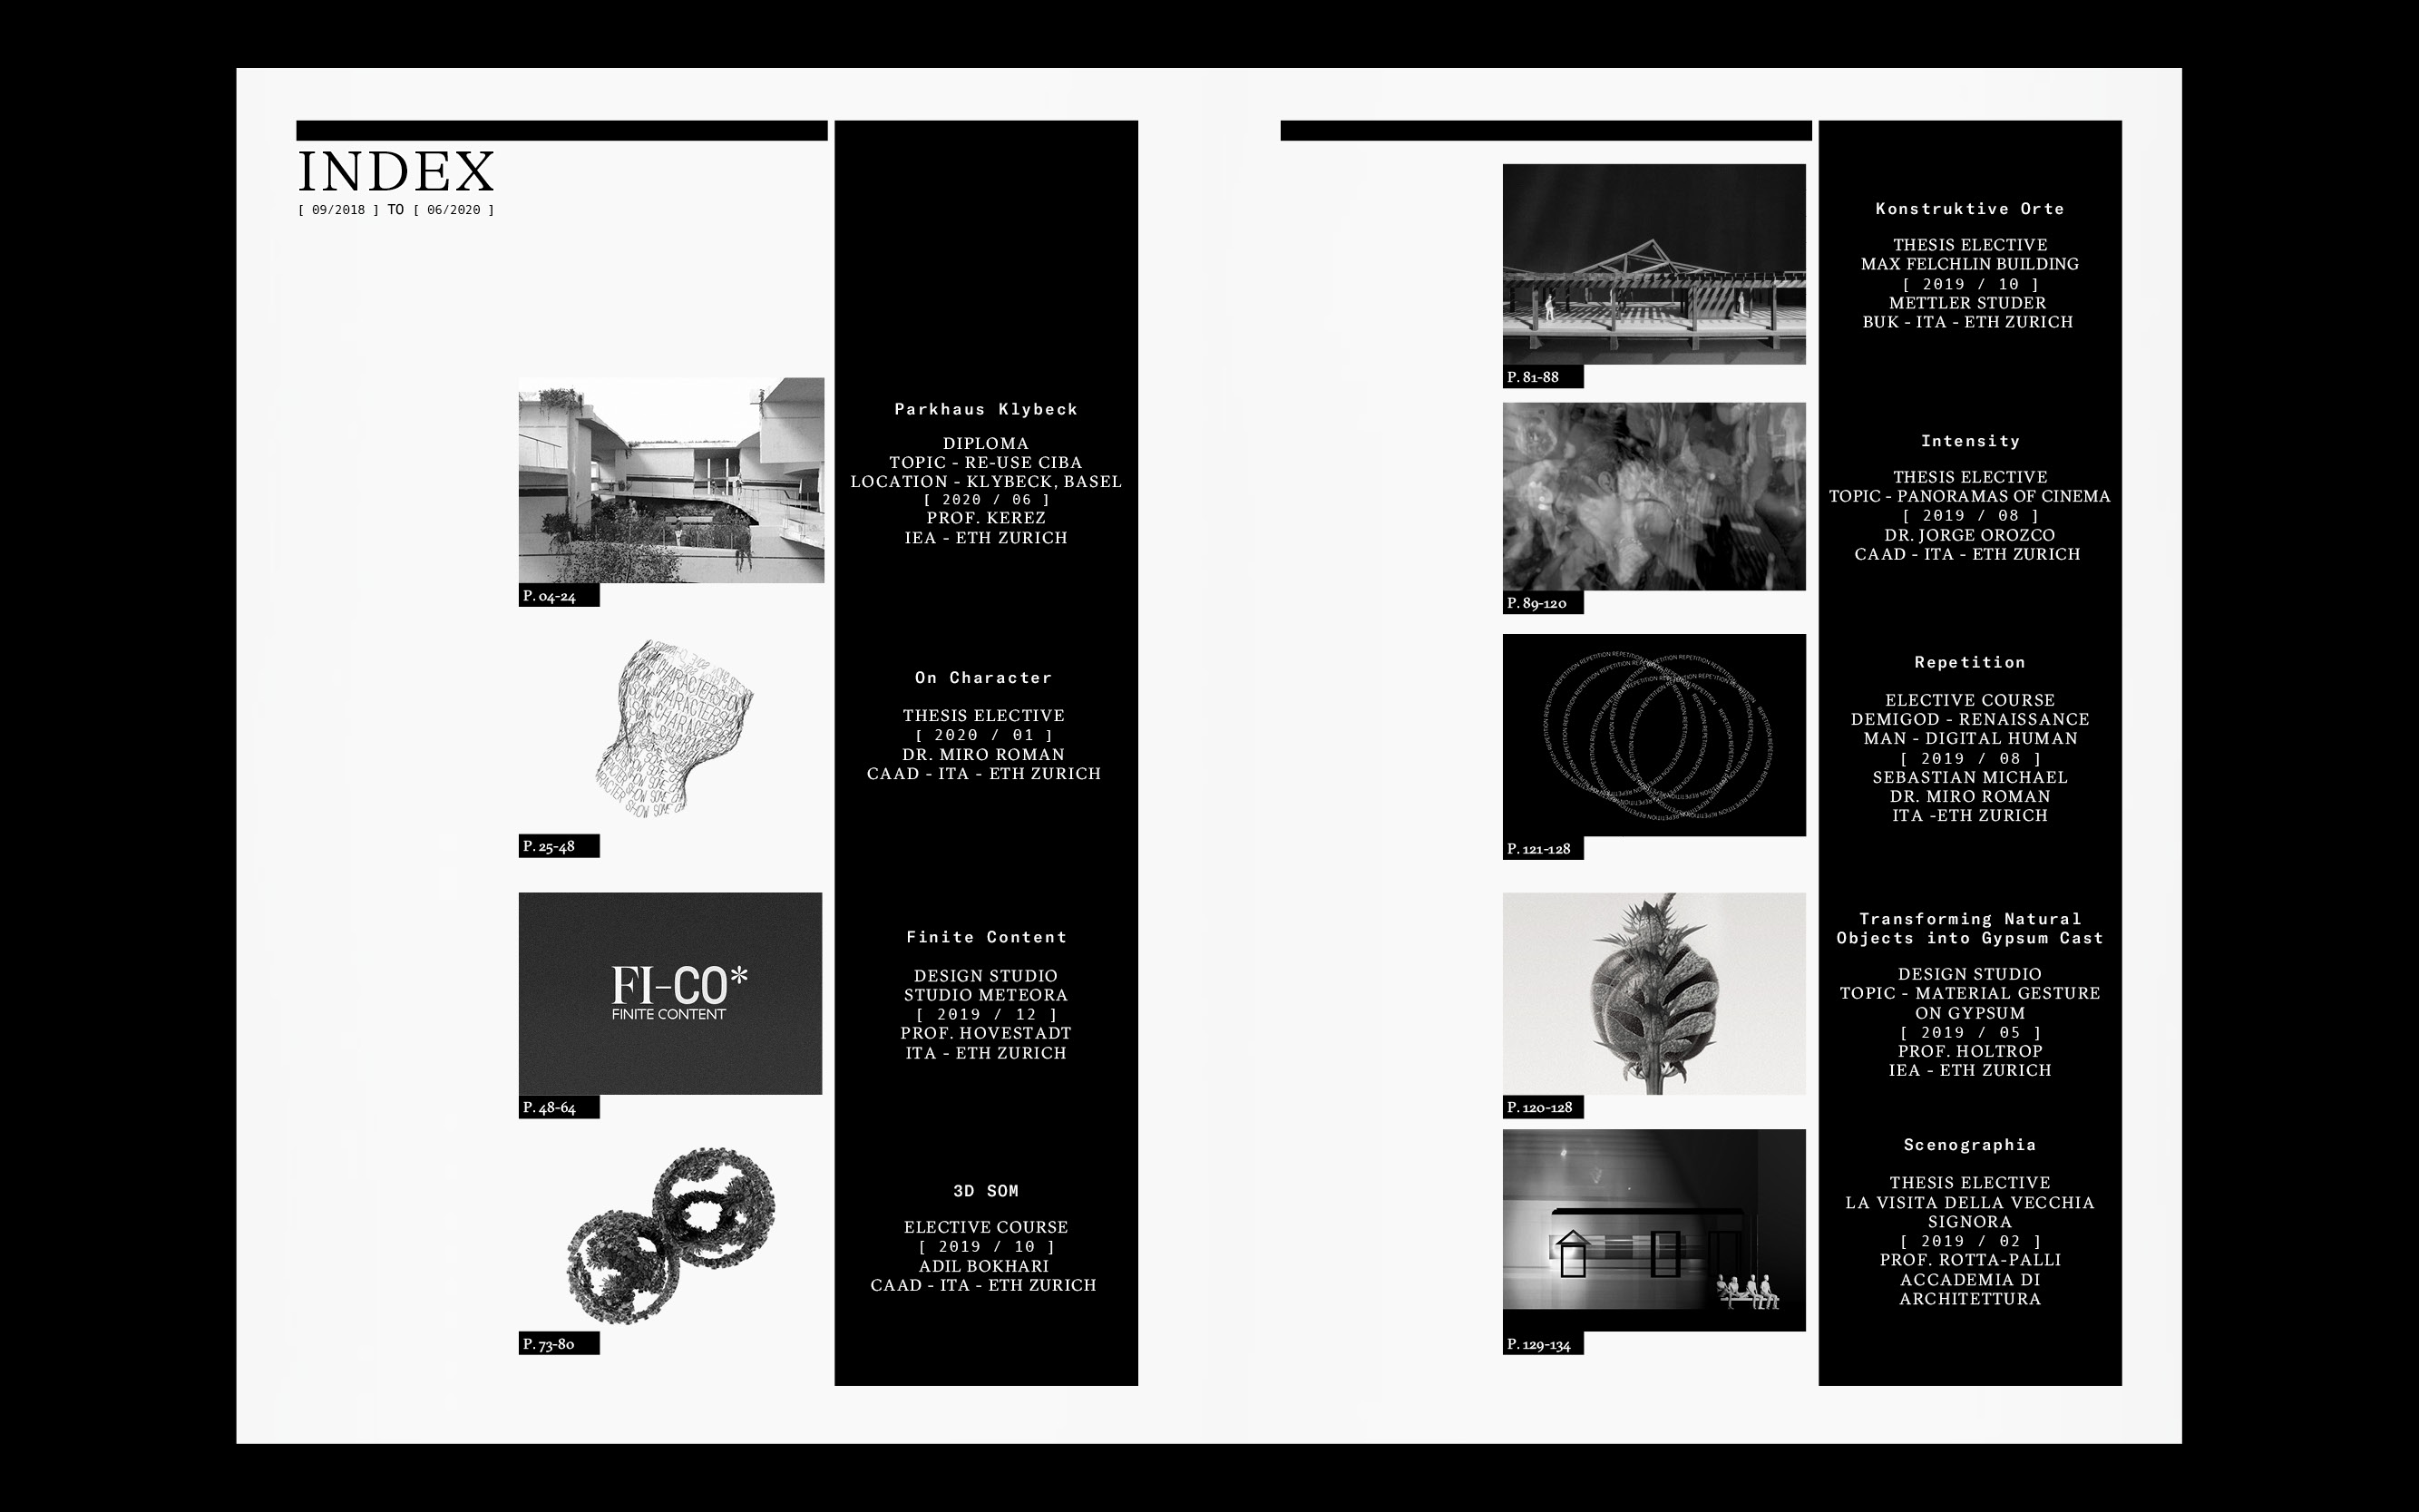 INDEX
[ 09/2018 ] TO [ 06/2020 ]
Parkhaus Klybeck
DIPLOMA
TOPIC - RE-USE CIBA
LOCATION - KLYBECK, BASEL
[ 2020 / 06 ]
PROF. KEREZ
IEA - ETH ZURICH
P. 04-24
On Character
THESIS ELECTIVE
[ 2020 / 01 ]
DR. MIRO ROMAN
CAAD - ITA - ETH ZURICH
P. 25-48
FI-CO*
FINITE CONTENT
Finite Content
DESIGN STUDIO
STUDIO METEORA
[ 2019 / 12 ]
PROF. HOVESTADT
ITA - ETH ZURICH
P. 48-64
3D SOM
ELECTIVE COURSE
[ 2019 / 10 ]
ADIL BOKHARI
CAAD - ITA - ETH ZURICH
P. 73-80
Konstruktive Orte
THESIS ELECTIVE
MAX FELCHLIN BUILDING
[ 2019 / 10 ]
METTLER STUDER
BUK - ITA - ETH ZURICH
P. 81-88
Intensity
THESIS ELECTIVE
TOPIC - PANORAMAS OF CINEMA
[ 2019 / 08 ]
DR. JORGE OROZCO
CAAD - ITA - ETH ZURICH
P. 89-120
Repetition
ELECTIVE COURSE
DEMIGOD - RENAISSANCE
MAN - DIGITAL HUMAN
[ 2019 / 08 ]
SEBASTIAN MICHAEL
DR. MIRO ROMAN
ITA -ETH ZURICH
P. 121-128
Transforming Natural
Objects into Gypsum Cast
DESIGN STUDIO
TOPIC - MATERIAL GESTURE
ON GYPSUM
[ 2019 / 05 ]
PROF. HOLTROP
IEA - ETH ZURICH
P. 120-128
Scenographia
THESIS ELECTIVE
LA VISITA DELLA VECCHIA
SIGNORA
[ 2019 / 02 ]
PROF. ROTTA-PALLI
ACCADEMIA DI
ARCHITETTURA
P. 129-134